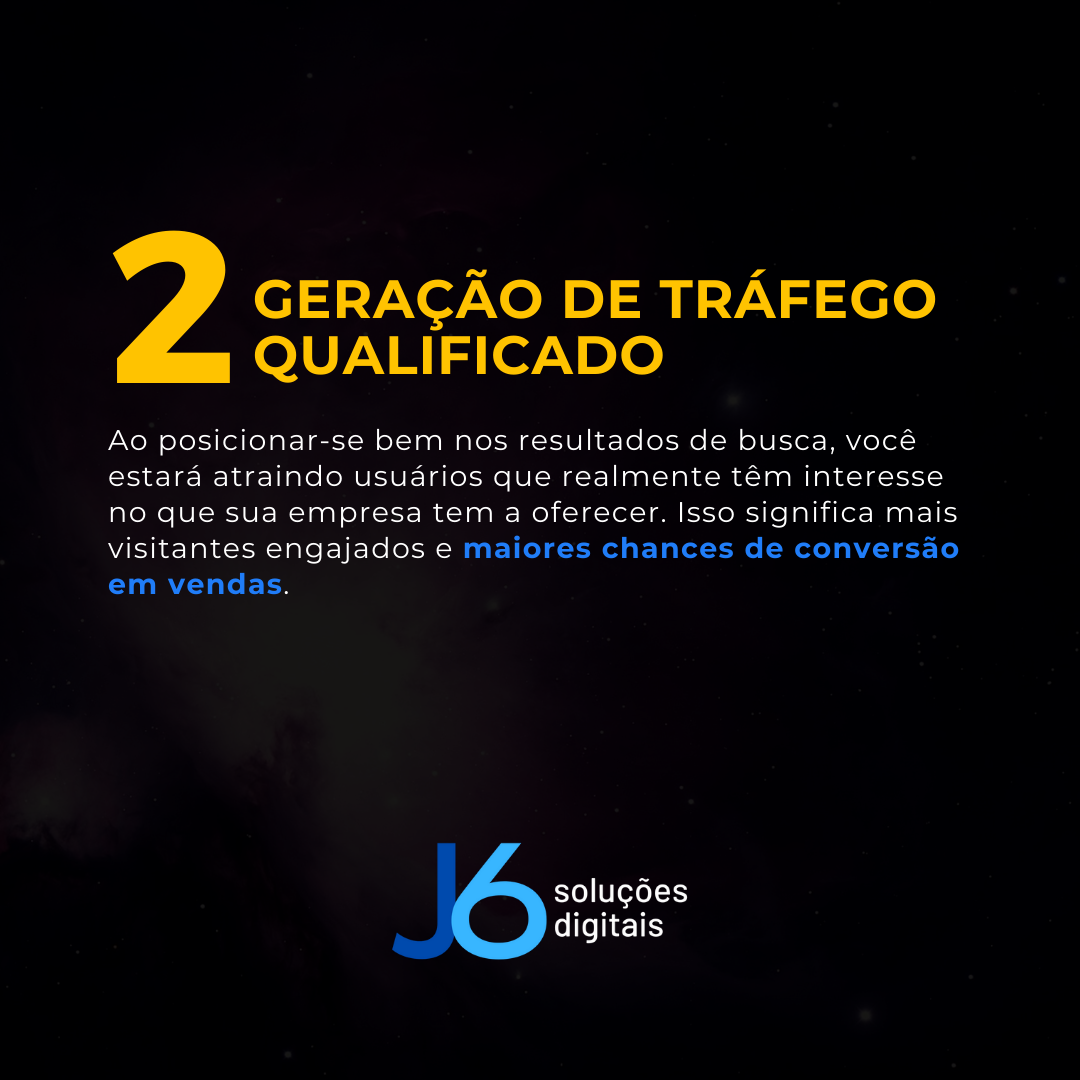 2
GERAÇÃO DE TRÁFEGO
QUALIFICADO
Ao posicionar-se bem nos resultados de busca, você
estará atraindo usuários que realmente têm interesse
no que sua empresa tem a oferecer. Isso significa mais
visitantes engajados e maiores chances de conversão
em vendas.
J6
soluções
digitais